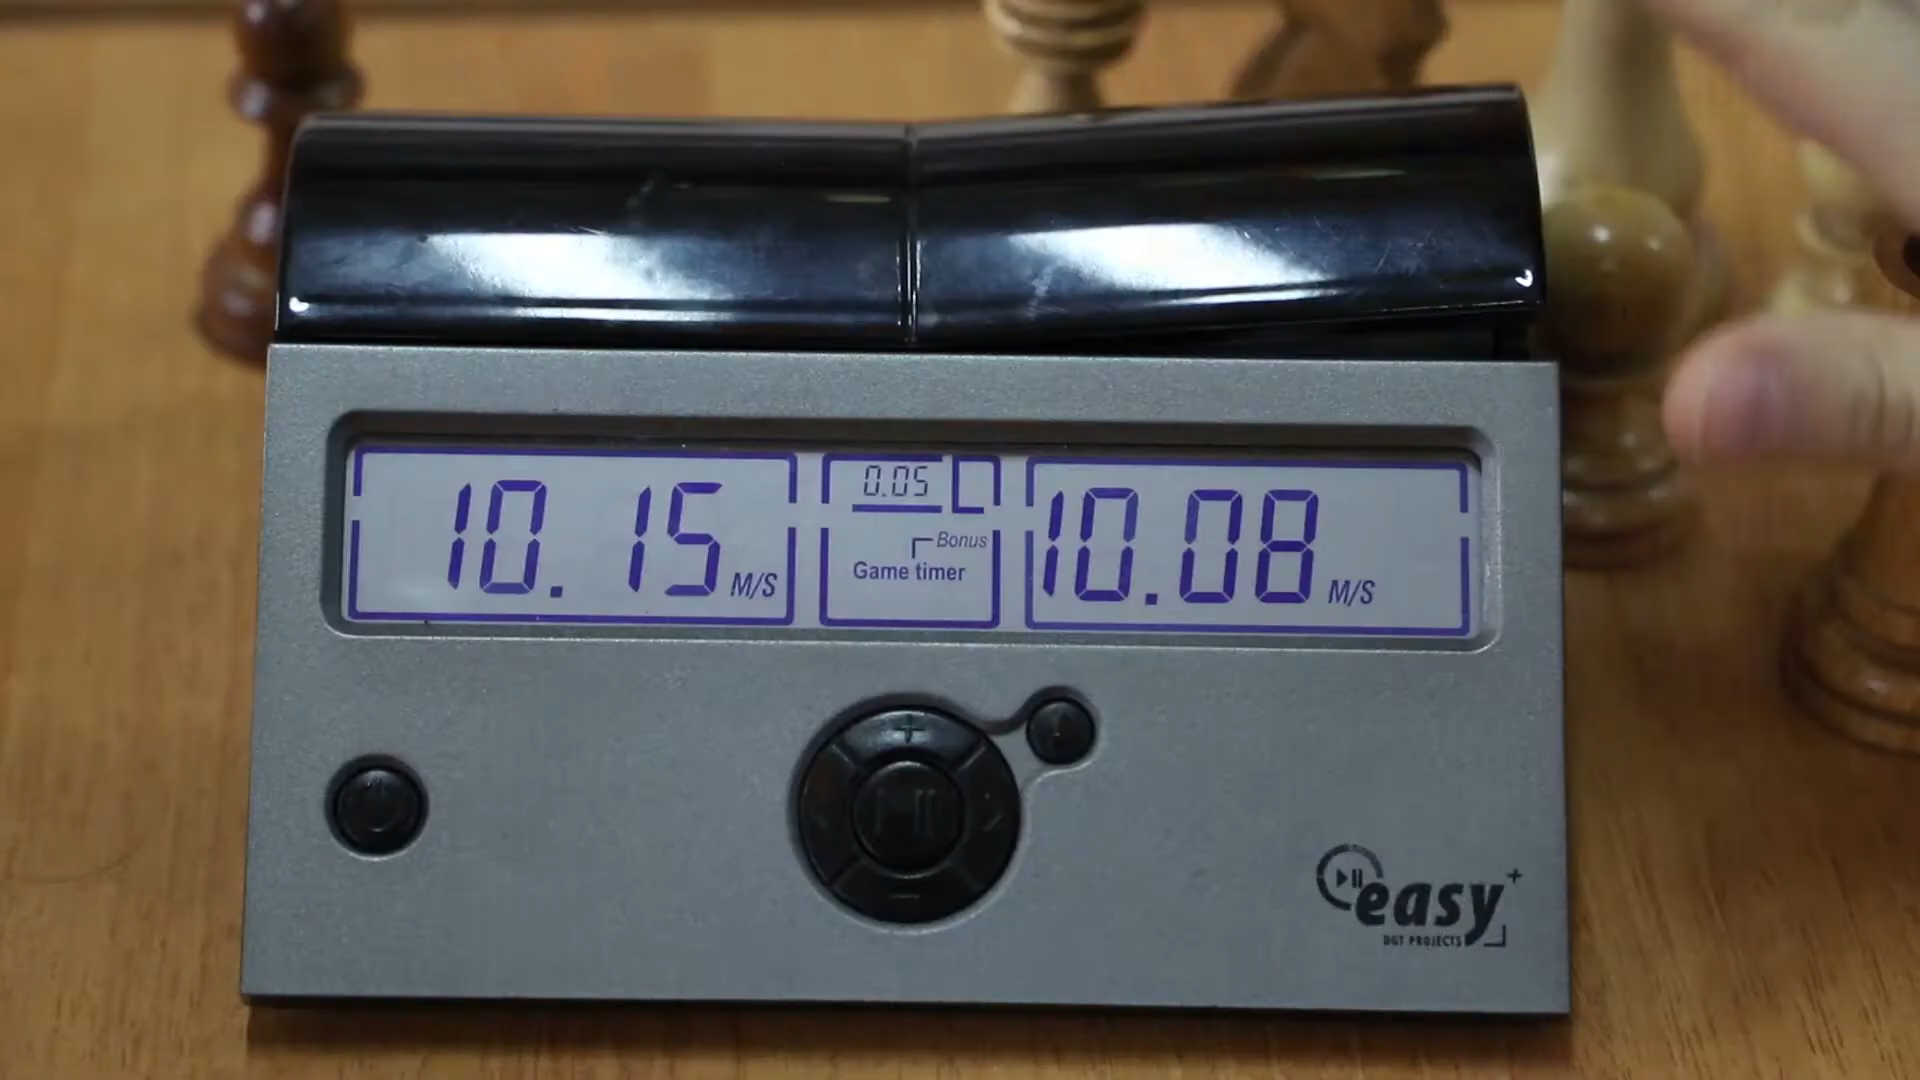 10.15 M/S
0.05
Bonus
Game timer
10.08 M/S
+
−
easy+
DGT PROJECTS